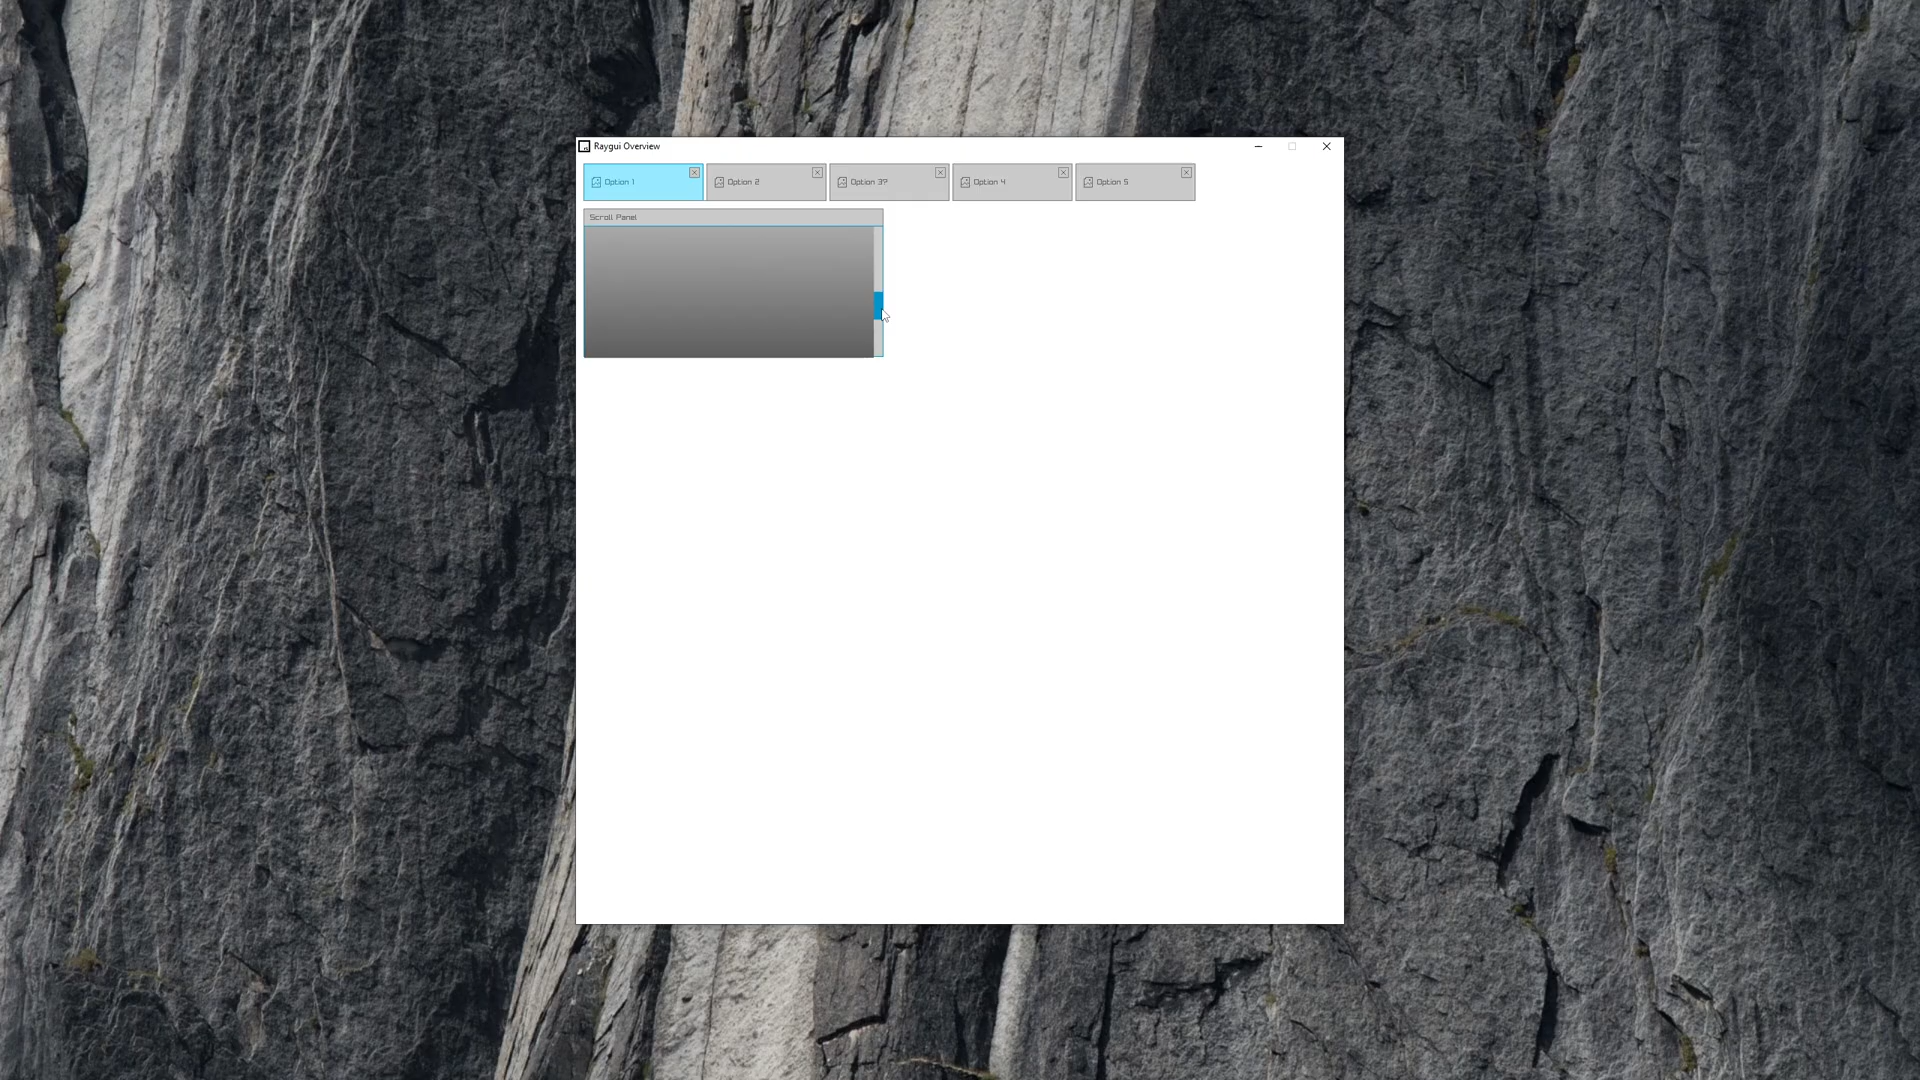 Raygui Overview
Option 1
Option 2
Option 3?
Option 4
Option 5
Scroll Panel